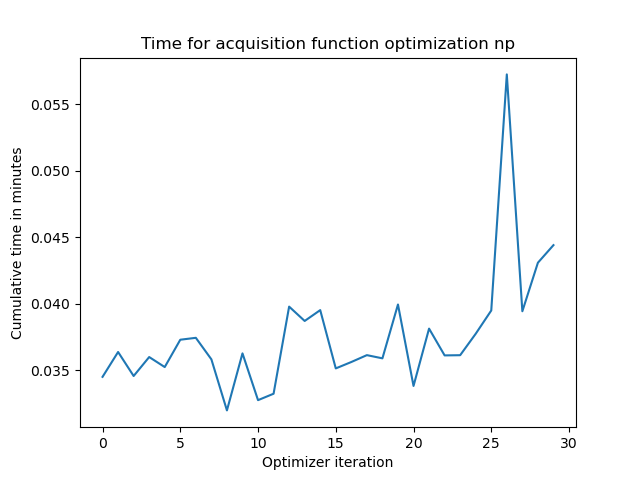 Time for acquisition function optimization np
Cumulative time in minutes
0.055
0.050
0.045
0.040
0.035
0 5 10 15 20 25 30
Optimizer iteration